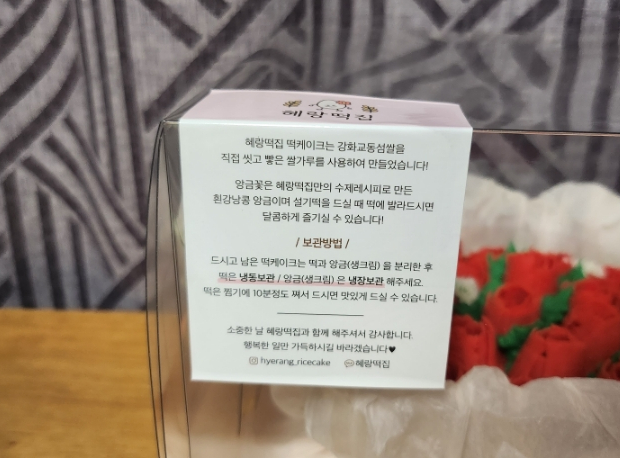 혜랑떡집
혜랑떡집 떡케이크는 강화교동섬쌀을
직접 씻고 빻은 쌀가루를 사용하여 만들었습니다!
앙금꽃은 혜랑떡집만의 수제레시피로 만든
흰강낭콩 앙금이며 설기떡을 드실 때 떡에 발라드시면
달콤하게 즐기실 수 있습니다!
/ 보관방법 /
드시고 남은 떡케이크는 떡과 앙금(생크림) 을 분리한 후
떡은 냉동보관 / 앙금(생크림) 은 냉장보관 해주세요.
떡은 찜기에 10분정도 쪄서 드시면 맛있게 드실 수 있습니다.
소중한 날 혜랑떡집과 함께 해주셔서 감사합니다.
행복한 일만 가득하시길 바라겠습니다♥
hyerang_ricecake 혜랑떡집